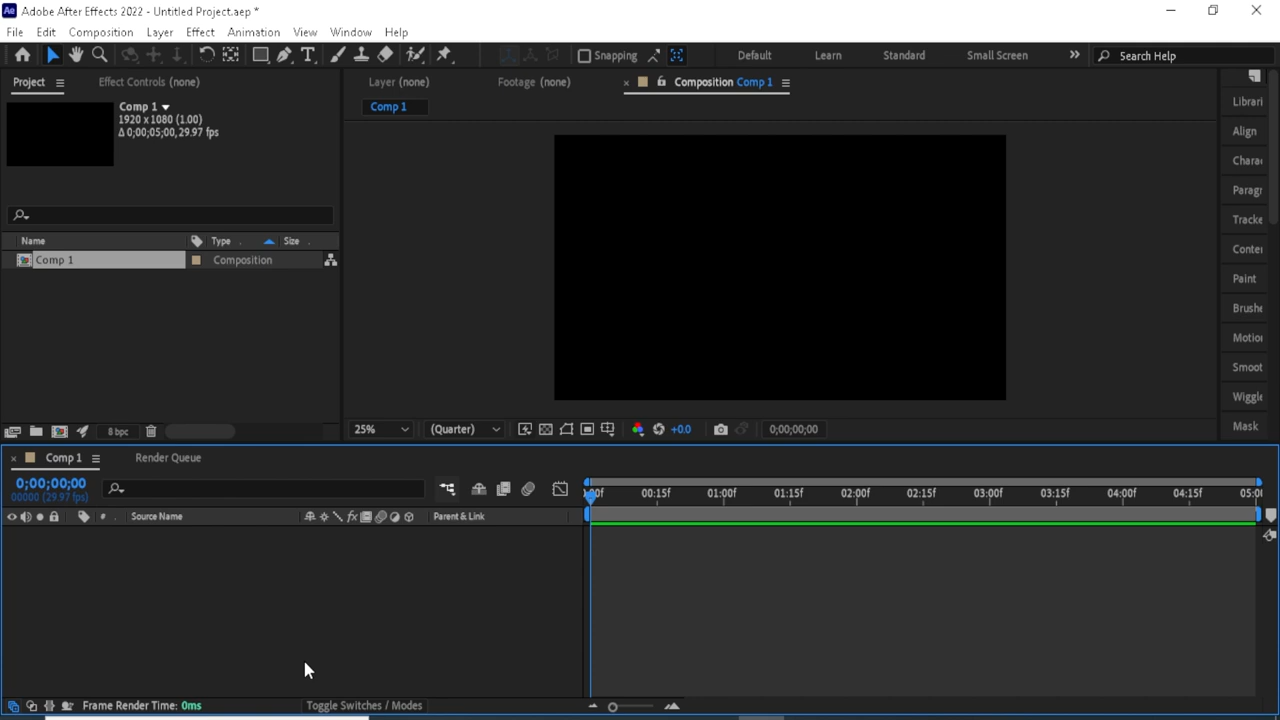 Ae Adobe After Effects 2022 - Untitled Project.aep *
File Edit Composition Layer Effect Animation View Window Help
Snapping Default Learn Standard Small Screen Search Help
Project Effect Controls (none)
Layer (none) Footage (none) Composition Comp 1
Comp 1
Comp 1
1920 x 1080 (1.00)
Δ 0;00;05;00, 29.97 fps
Name Type Size
Comp 1 Composition
Librari
Align
Chara
Paragr
Tracke
Conter
Paint
Brushe
Motion
Smoot
Wiggle
Mask
8 bpc
25% (Quarter) +0.0 0;00;00;00
Comp 1 Render Queue
0;00;00;00
00000 (29.97 fps)
00f 00:15f 01:00f 01:15f 02:00f 02:15f 03:00f 03:15f 04:00f 04:15f 05:0
# Source Name fx Parent & Link
Frame Render Time: 0ms Toggle Switches / Modes